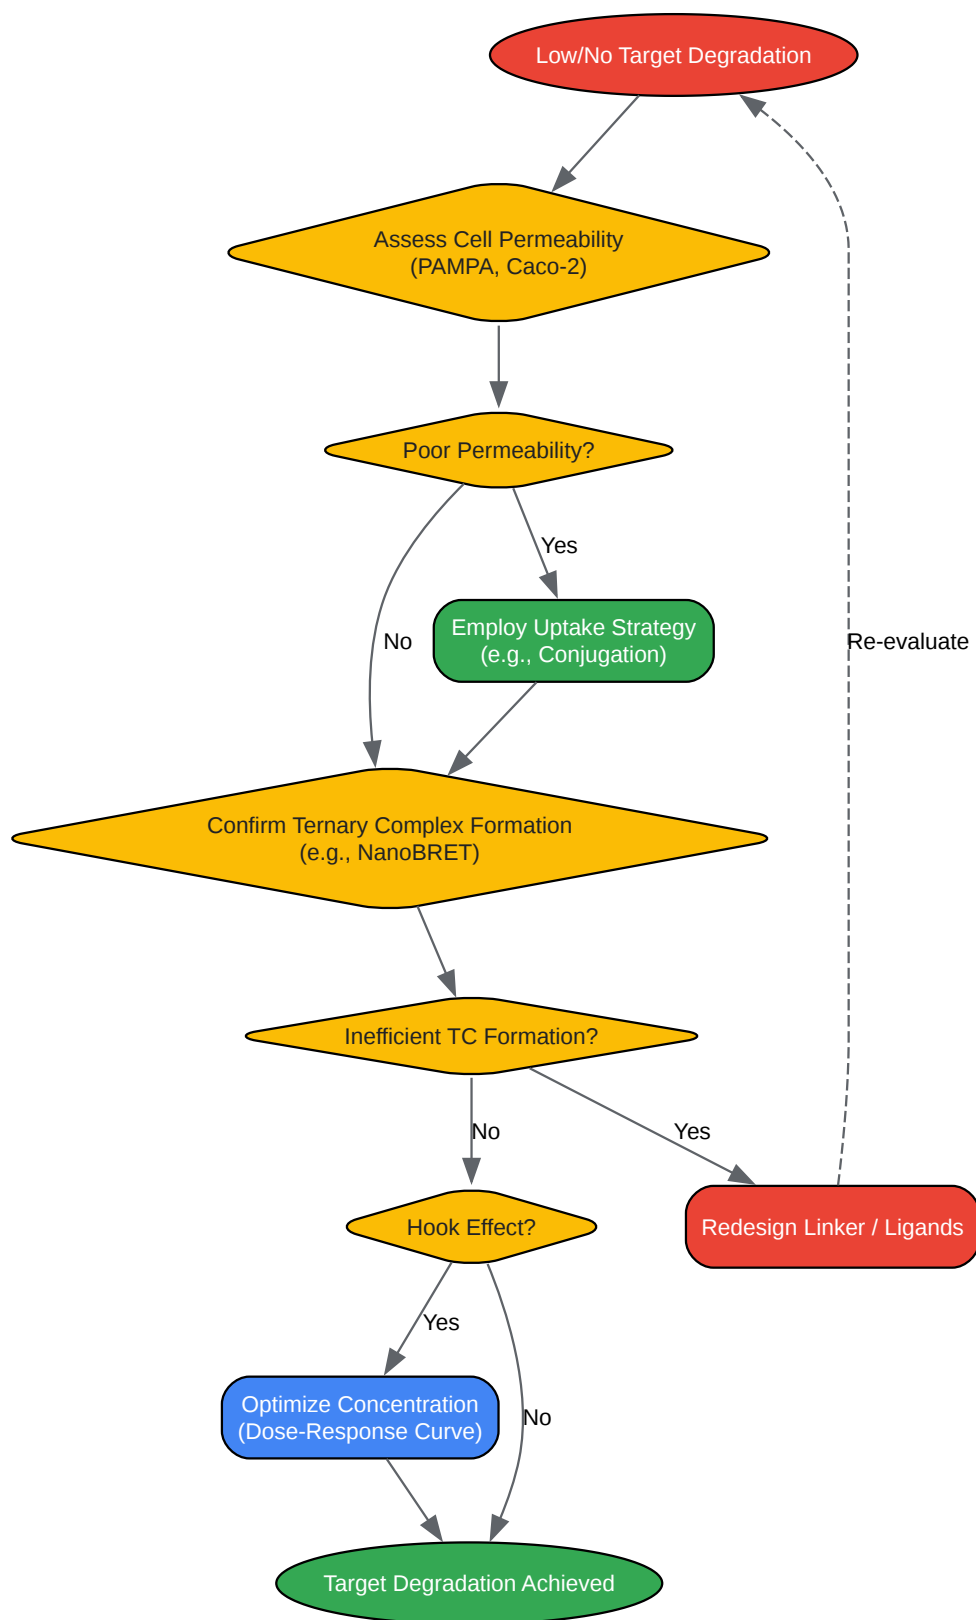 Low/No Target Degradation
Assess Cell Permeability
(PAMPA, Caco-2)
Poor Permeability?
Yes
No
Employ Uptake Strategy
(e.g., Conjugation)
Re-evaluate
Confirm Ternary Complex Formation
(e.g., NanoBRET)
Inefficient TC Formation?
No
Yes
Hook Effect?
Redesign Linker / Ligands
Yes
Optimize Concentration
(Dose-Response Curve)
No
Target Degradation Achieved